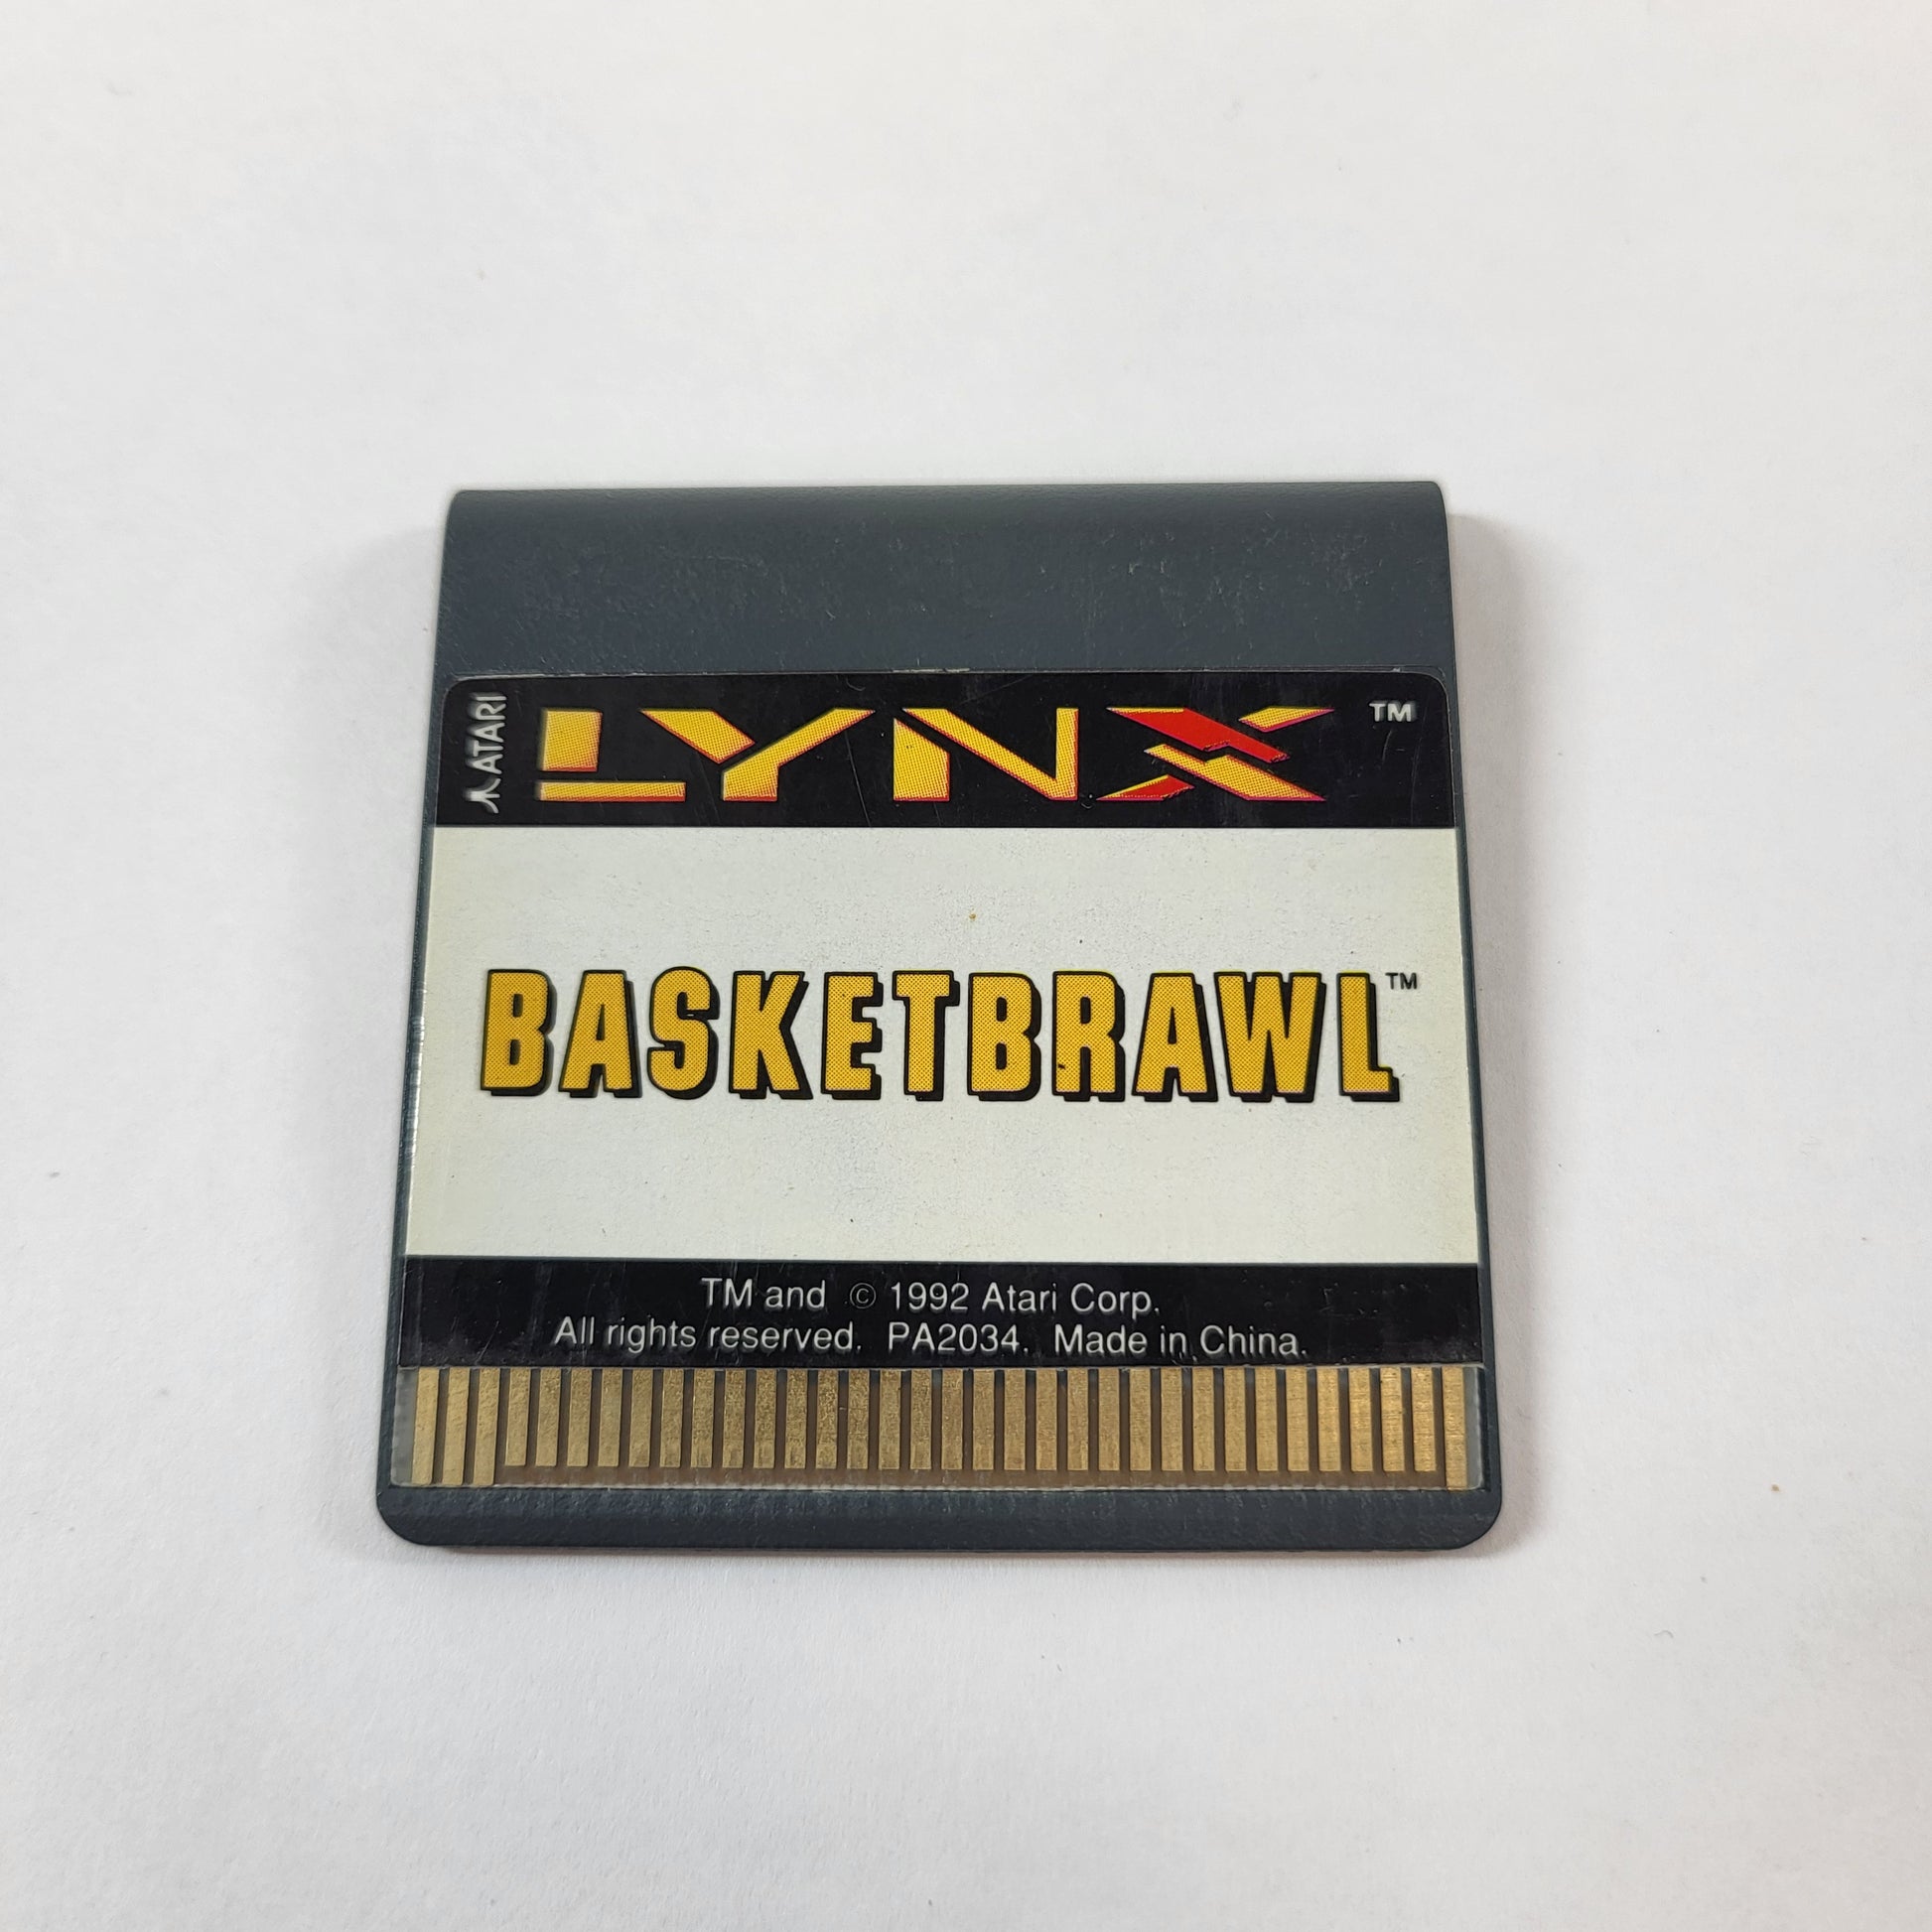 ATARI
LYNX™
BASKETBRAWL™
TM and © 1992 Atari Corp.
All rights reserved. PA2034. Made in China.